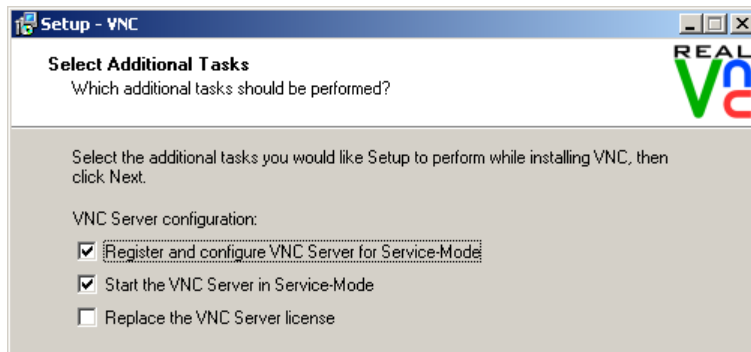 Setup - VNC
Select Additional Tasks
Which additional tasks should be performed?
REAL
Vnc
Select the additional tasks you would like Setup to perform while installing VNC, then
click Next.
VNC Server configuration:
Register and configure VNC Server for Service-Mode
Start the VNC Server in Service-Mode
Replace the VNC Server license